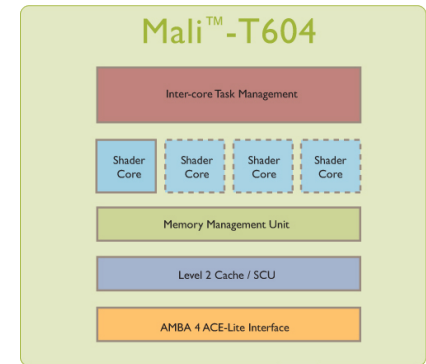 Mali™-T604
Inter-core Task Management
Shader Core
Shader Core
Shader Core
Shader Core
Memory Management Unit
Level 2 Cache / SCU
AMBA 4 ACE-Lite Interface